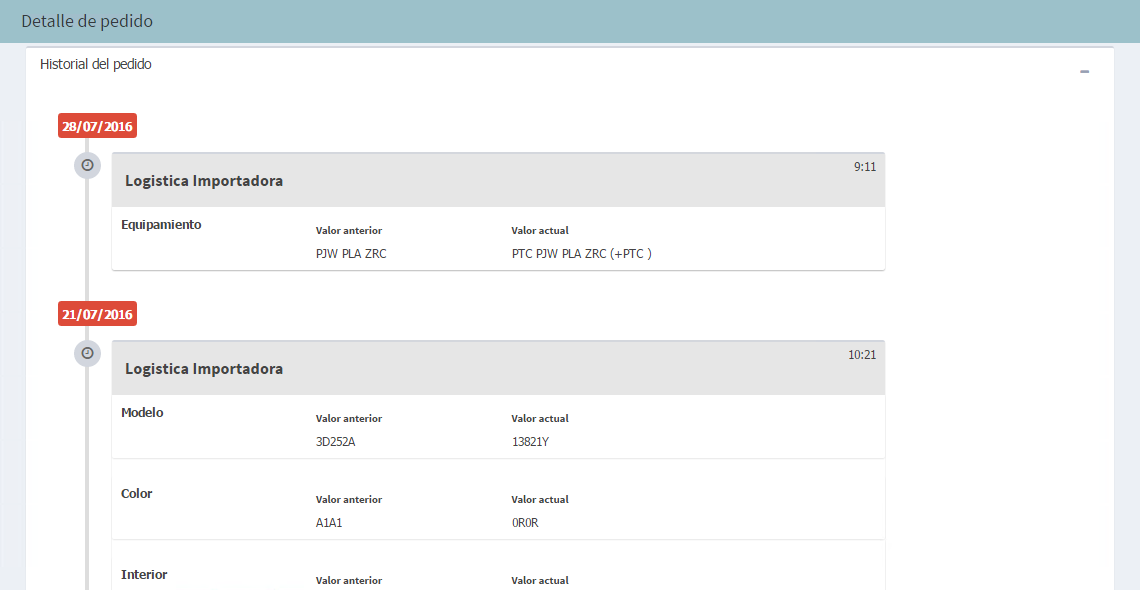 Detalle de pedido
Historial del pedido
28/07/2016
9:11
Logistica Importadora
Equipamiento
Valor anterior Valor actual
PJW PLA ZRC PTC PJW PLA ZRC (+PTC )
21/07/2016
10:21
Logistica Importadora
Modelo
Valor anterior Valor actual
3D252A 13821Y
Color
Valor anterior Valor actual
A1A1 0R0R
Interior
Valor anterior Valor actual